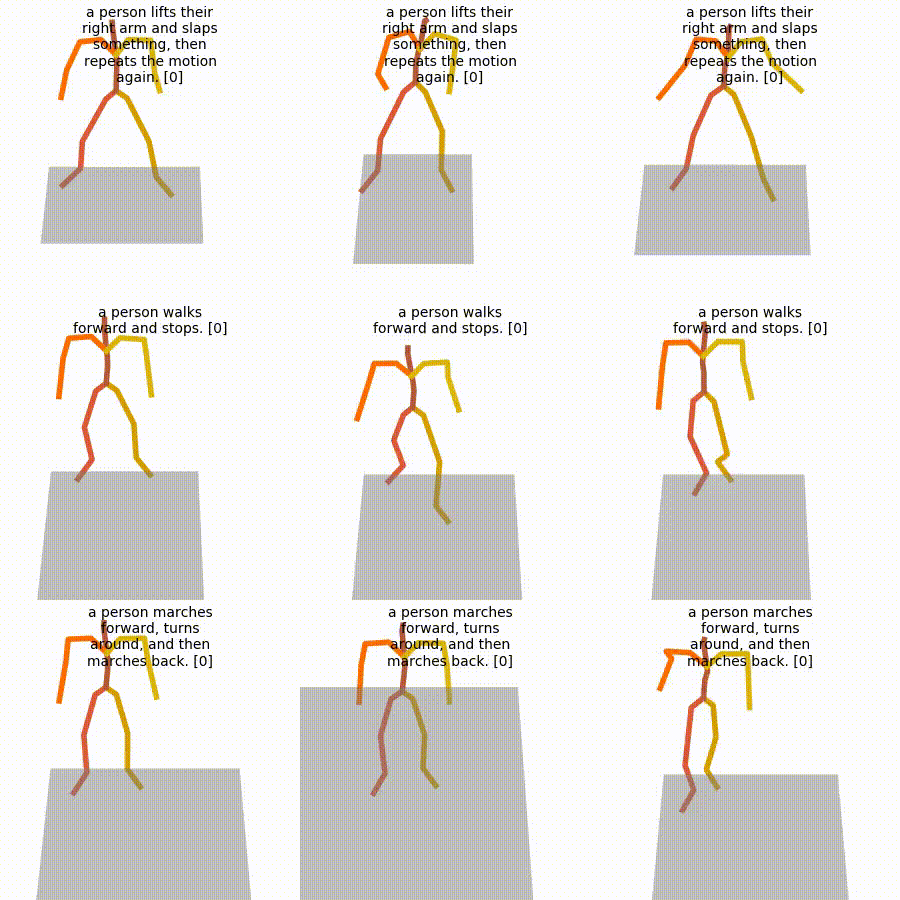 a person lifts their
right arm and slaps
something, then
repeats the motion
again. [0]
a person lifts their
right arm and slaps
something, then
repeats the motion
again. [0]
a person lifts their
right arm and slaps
something, then
repeats the motion
again. [0]
a person walks
forward and stops. [0]
a person walks
forward and stops. [0]
a person walks
forward and stops. [0]
a person marches
forward, turns
around, and then
marches back. [0]
a person marches
forward, turns
around, and then
marches back. [0]
a person marches
forward, turns
around, and then
marches back. [0]